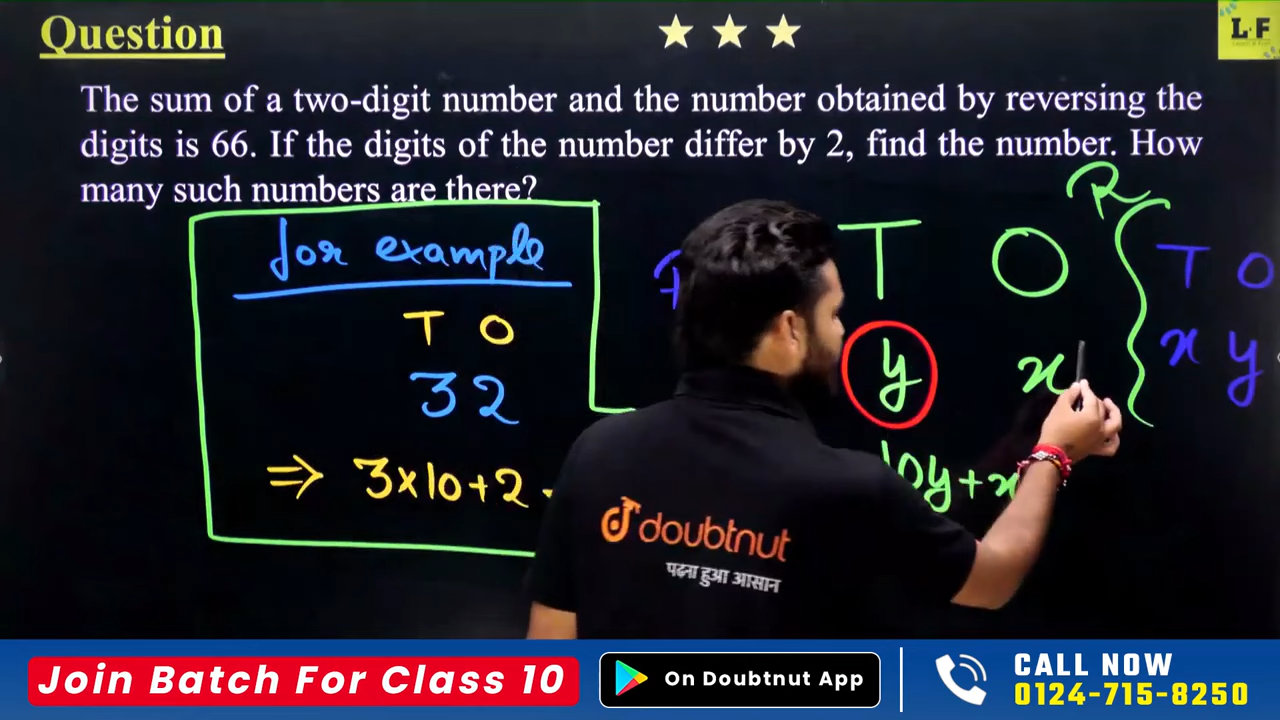 Question
L·F
The sum of a two-digit number and the number obtained by reversing the
digits is 66. If the digits of the number differ by 2, find the number. How
many such numbers are there?
for example
T O
32
⇒ 3×10+2
T O
y x
10y+x
R
T O
x y
doubtnut
पढ़ना हुआ आसान
Join Batch For Class 10
On Doubtnut App
CALL NOW
0124-715-8250